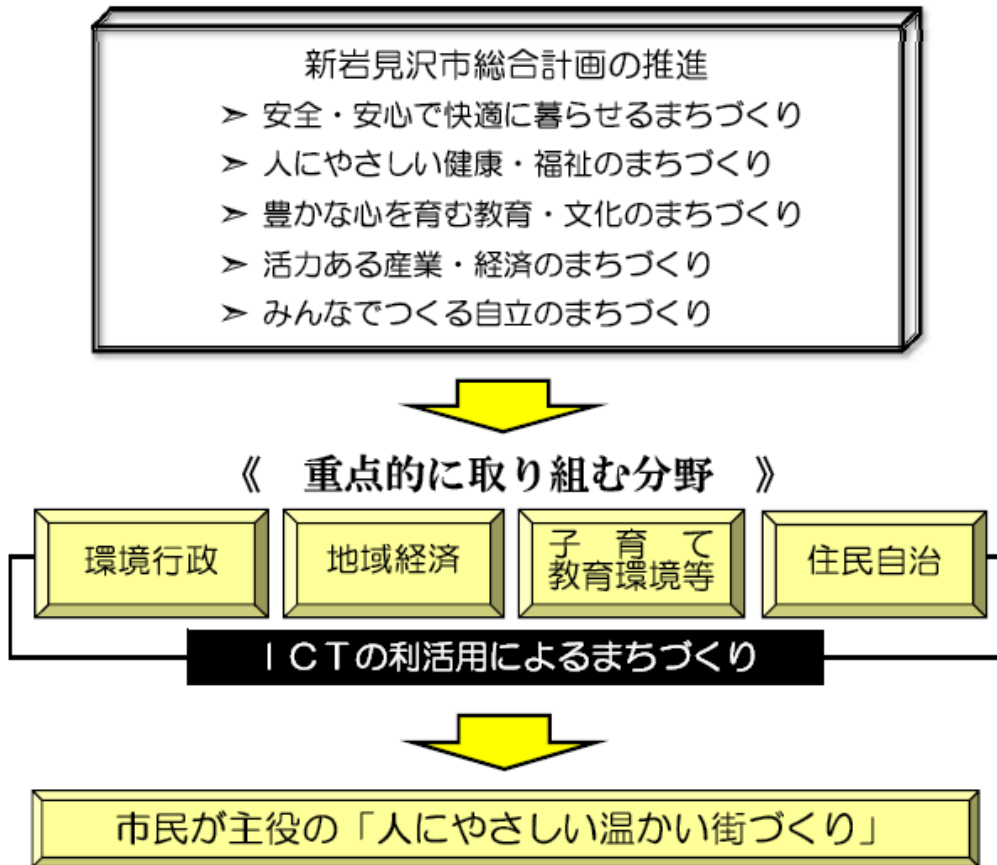 新岩見沢市総合計画の推進
➢ 安全・安心で快適に暮らせるまちづくり
➢ 人にやさしい健康・福祉のまちづくり
➢ 豊かな心を育む教育・文化のまちづくり
➢ 活力ある産業・経済のまちづくり
➢ みんなでつくる自立のまちづくり
《　重点的に取り組む分野　》
環境行政
地域経済
子　育　て
教育環境等
住民自治
ＩＣＴの利活用によるまちづくり
市民が主役の「人にやさしい温かい街づくり」